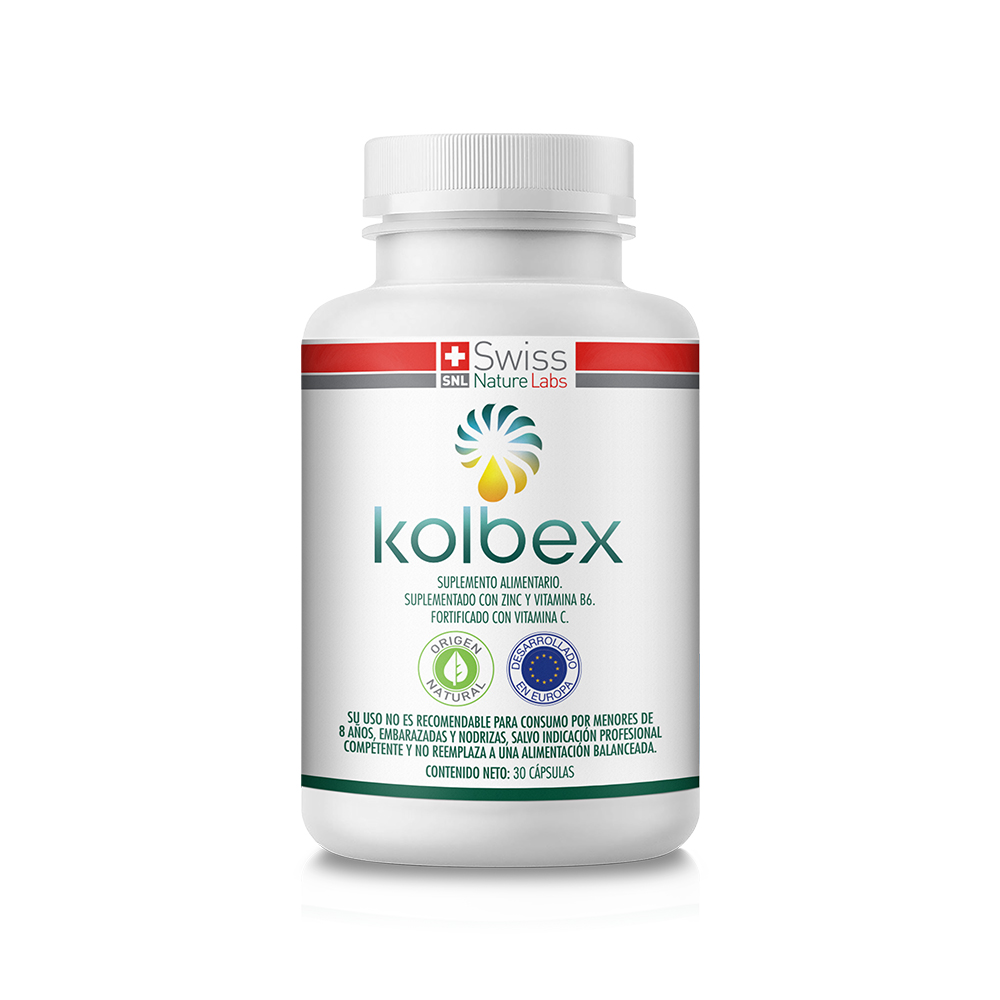 Swiss
SNL Nature Labs
kolbex
SUPLEMENTO ALIMENTARIO.
SUPLEMENTADO CON ZINC Y VITAMINA B6.
FORTIFICADO CON VITAMINA C.
ORIGEN NATURAL
DESARROLLADO EN EUROPA
SU USO NO ES RECOMENDABLE PARA CONSUMO POR MENORES DE
8 AÑOS, EMBARAZADAS Y NODRIZAS, SALVO INDICACIÓN PROFESIONAL
COMPETENTE Y NO REEMPLAZA A UNA ALIMENTACIÓN BALANCEADA.
CONTENIDO NETO: 30 CÁPSULAS